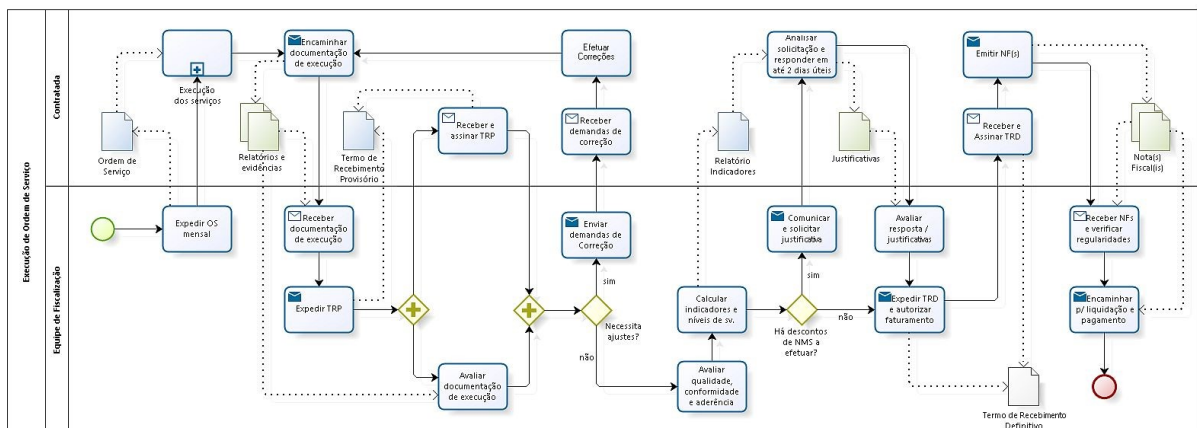 Execução de Ordem de Serviço
Contratada
Execução
dos serviços
Encaminhar
documentação
de execução
Efetuar
Correções
Analisar
solicitação e
responder em
até 2 dias úteis
Emitir NF(s)
Ordem de
Serviço
Relatórios e
evidências
Termo de
Recebimento
Provisório
Receber e
assinar TRP
Receber
demandas de
correção
Relatório
Indicadores
Justificativas
Receber e
Assinar TRD
Nota(s)
Fiscal(is)
Equipe de Fiscalização
Expedir OS
mensal
Receber
documentação
de execução
Enviar
demandas de
Correção
Comunicar
e solicitar
justificativa
Avaliar
resposta /
justificativas
Receber NFs
e verificar
regularidades
Expedir TRP
sim
Necessita
ajustes?
não
Calcular
indicadores e
níveis de sv.
sim
Há descontos
de NMS a
efetuar?
não
Expedir TRD
e autorizar
faturamento
Encaminhar
p/ liquidação e
pagamento
Avaliar
documentação
de execução
Avaliar
qualidade,
conformidade
e aderência
Termo de Recebimento
Definitivo